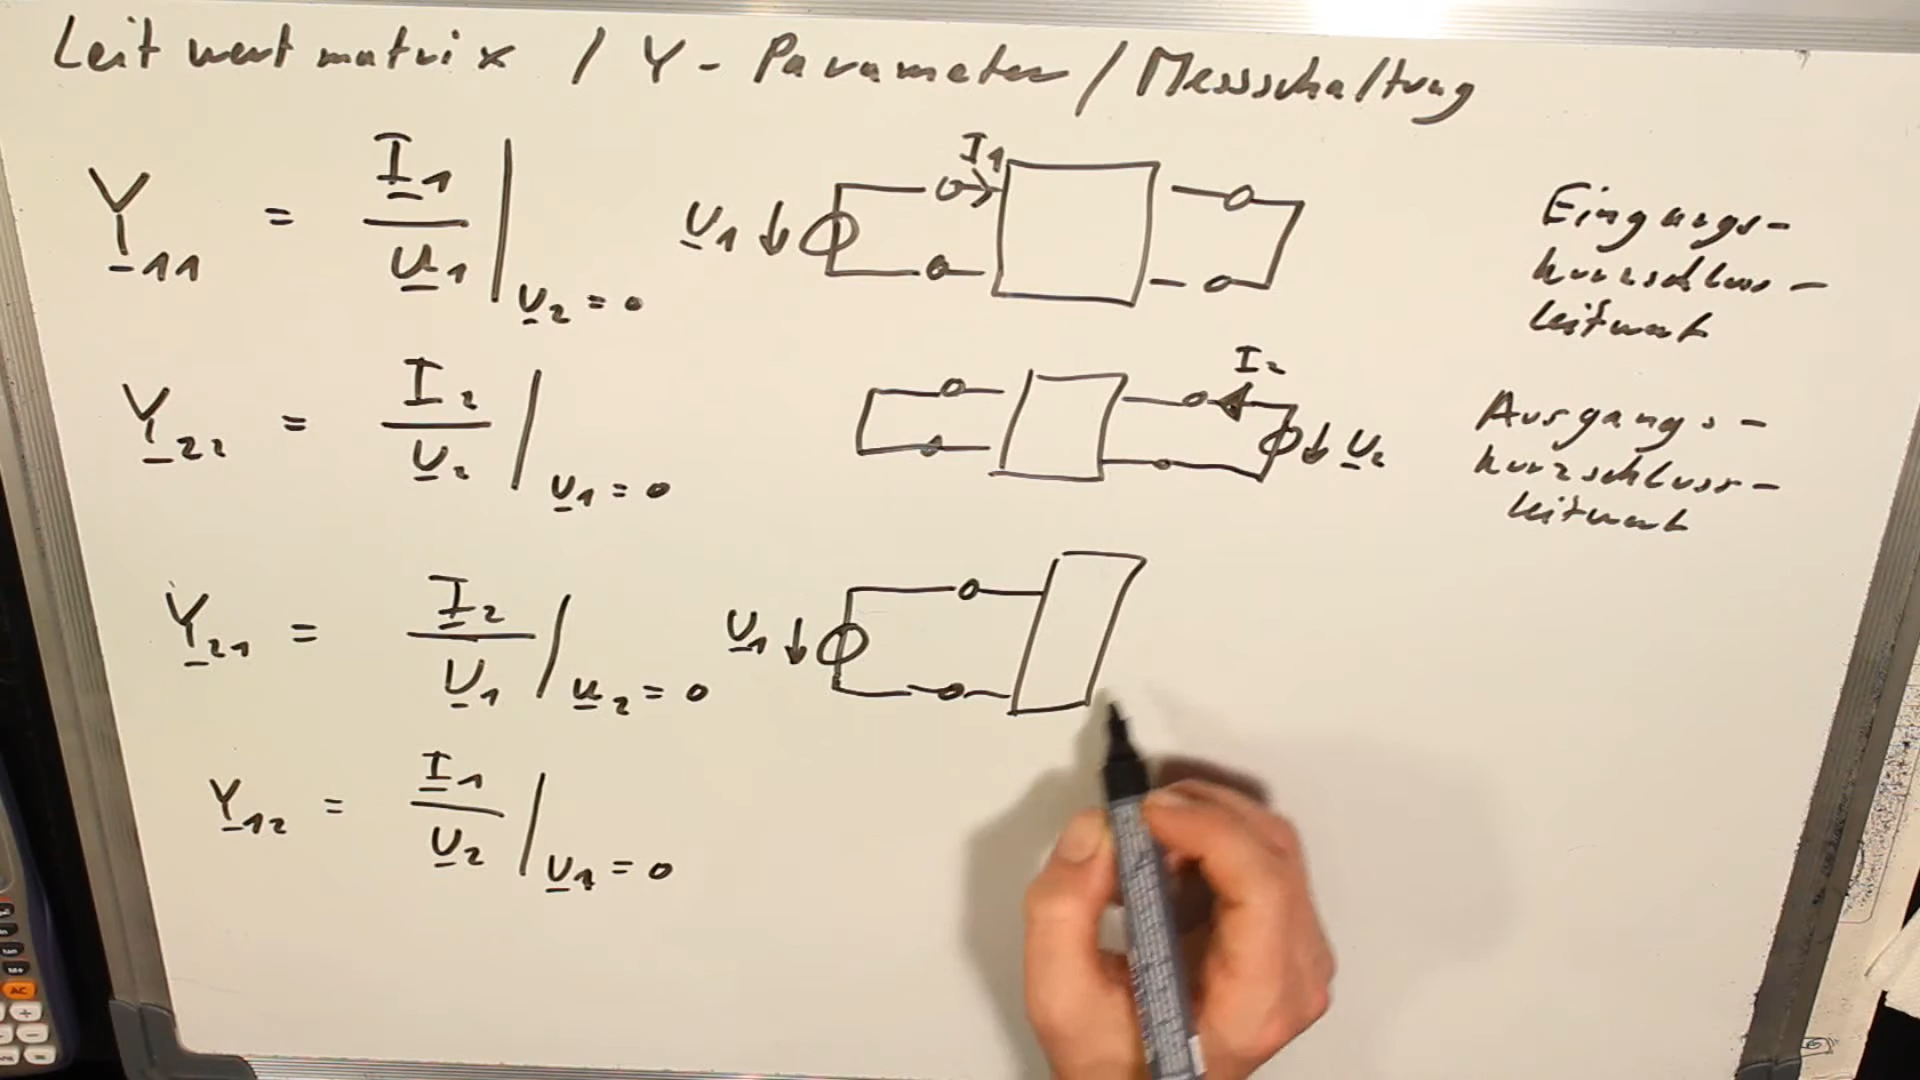 Leitwertmatrix / Y-Parameter / Messschaltung
Y11 = I1 / U1 | U2 = 0
U1 ↓ I1
Eingangs-
kurzschluss-
leitwert
Y22 = I2 / U2 | U1 = 0
I2 ↓ U2
Ausgangs-
kurzschluss-
leitwert
Y21 = I2 / U1 | U2 = 0
U1 ↓
Y12 = I1 / U2 | U1 = 0
AC